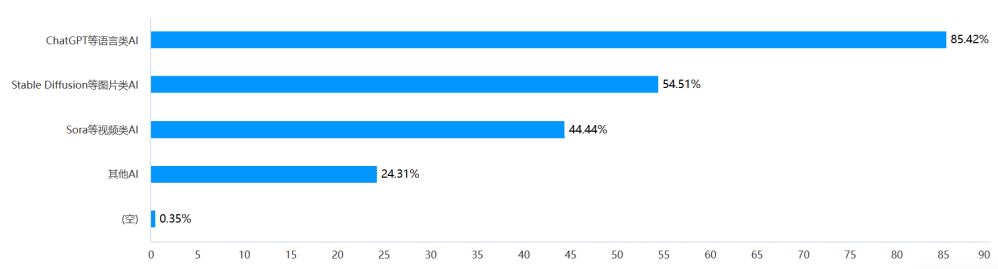 ChatGPT等语言类AI 85.42%
Stable Diffusion等图片类AI 54.51%
Sora等视频类AI 44.44%
其他AI 24.31%
(空) 0.35%
0 5 10 15 20 25 30 35 40 45 50 55 60 65 70 75 80 85 90